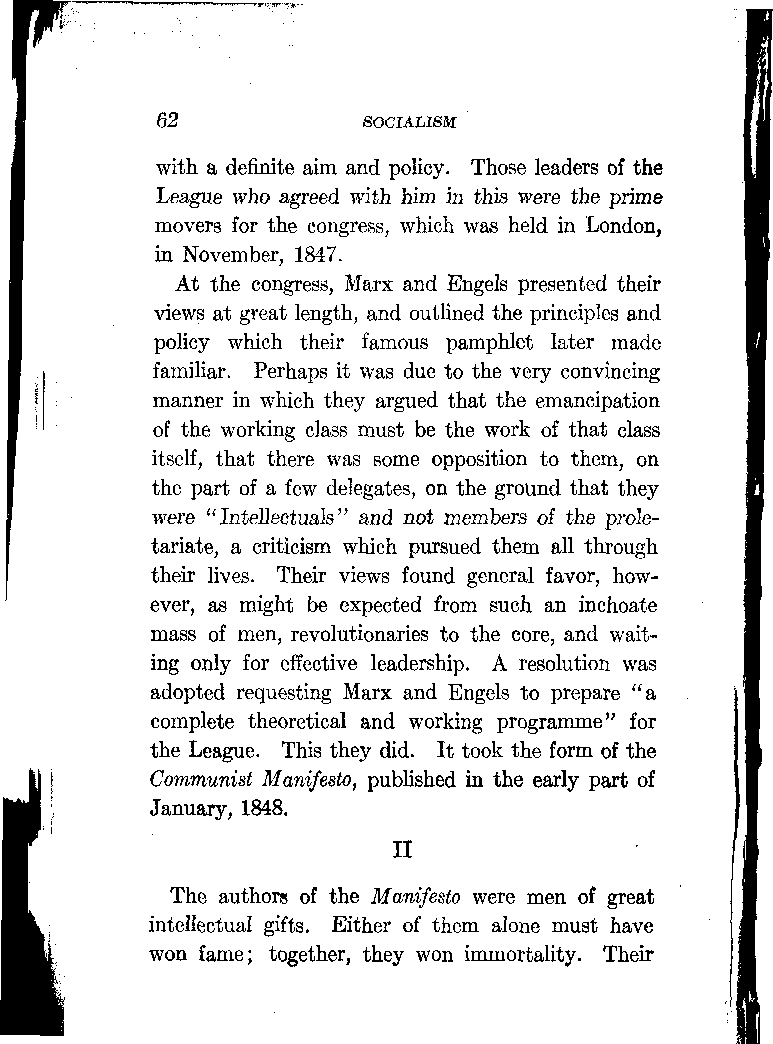 62 SOCIALISM
with a definite aim and policy. Those leaders of the
League who agreed with him in this were the prime
movers for the congress, which was held in London,
in November, 1847.
At the congress, Marx and Engels presented their
views at great length, and outlined the principles and
policy which their famous pamphlet later made
familiar. Perhaps it was due to the very convincing
manner in which they argued that the emancipation
of the working class must be the work of that class
itself, that there was some opposition to them, on
the part of a few delegates, on the ground that they
were “Intellectuals” and not members of the prole-
tariate, a criticism which pursued them all through
their lives. Their views found general favor, how-
ever, as might be expected from such an inchoate
mass of men, revolutionaries to the core, and wait-
ing only for effective leadership. A resolution was
adopted requesting Marx and Engels to prepare “a
complete theoretical and working programme” for
the League. This they did. It took the form of the
Communist Manifesto, published in the early part of
January, 1848.
II
The authors of the Manifesto were men of great
intellectual gifts. Either of them alone must have
won fame; together, they won immortality. Their